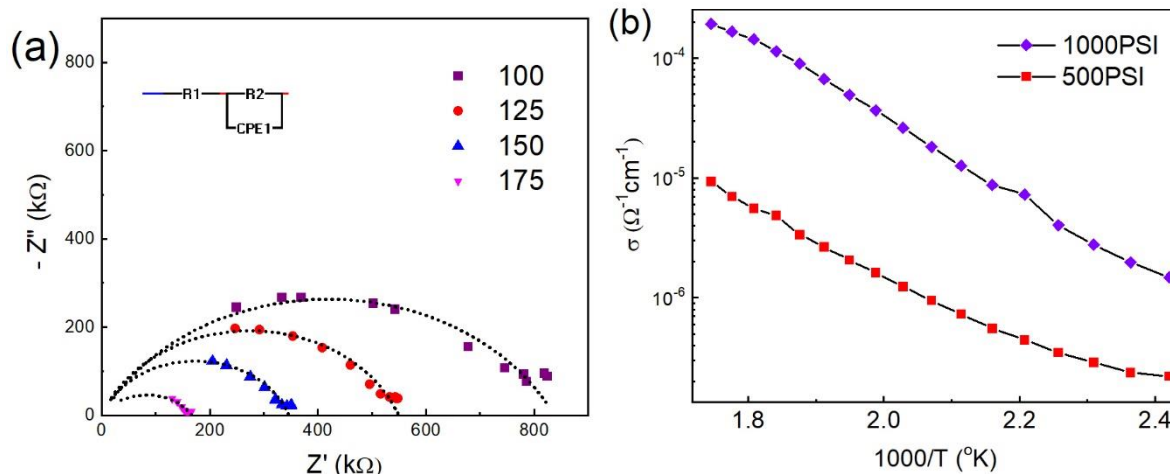 (a)
800
600
400
200
0
- Z'' (kΩ)
R1
R2
CPE1
100
125
150
175
0 200 400 600 800
Z' (kΩ)
(b)
10⁻⁴
10⁻⁵
10⁻⁶
σ (Ω⁻¹cm⁻¹)
1000PSI
500PSI
1.8 2.0 2.2 2.4
1000/T (°K)